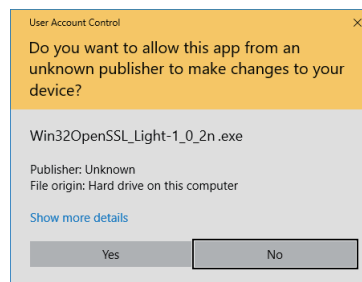 User Account Control
Do you want to allow this app from an
unknown publisher to make changes to your
device?
Win32OpenSSL_Light-1_0_2n.exe
Publisher: Unknown
File origin: Hard drive on this computer
Show more details
Yes No